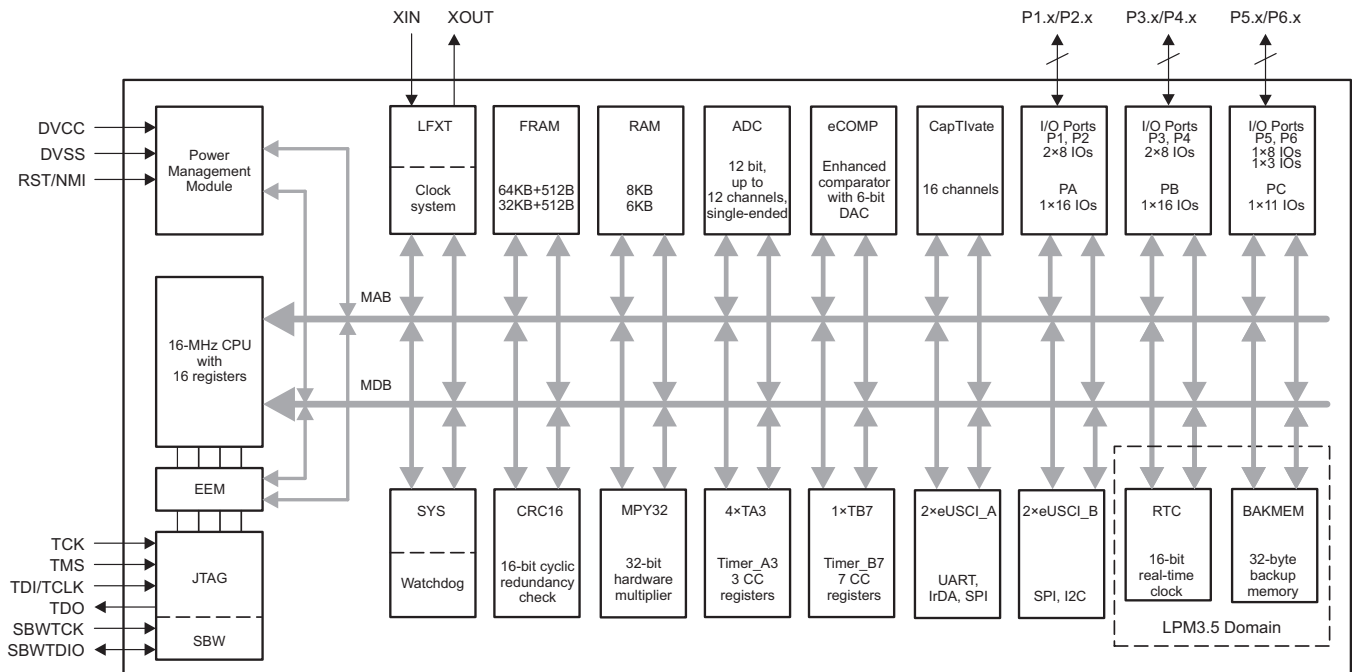 XIN
XOUT
P1.x/P2.x
P3.x/P4.x
P5.x/P6.x
DVCC
DVSS
RST/NMI
Power
Management
Module
LFXT
Clock
system
FRAM
64KB+512B
32KB+512B
RAM
8KB
6KB
ADC
12 bit,
up to
12 channels,
single-ended
eCOMP
Enhanced
comparator
with 6-bit
DAC
CapTIvate
16 channels
I/O Ports
P1, P2
2×8 IOs
PA
1×16 IOs
I/O Ports
P3, P4
2×8 IOs
PB
1×16 IOs
I/O Ports
P5, P6
1×8 IOs
1×3 IOs
PC
1×11 IOs
MAB
16-MHz CPU
with
16 registers
MDB
EEM
TCK
TMS
TDI/TCLK
TDO
SBWTCK
SBWTDIO
JTAG
SBW
SYS
Watchdog
CRC16
16-bit cyclic
redundancy
check
MPY32
32-bit
hardware
multiplier
4×TA3
Timer_A3
3 CC
registers
1×TB7
Timer_B7
7 CC
registers
2×eUSCI_A
UART,
IrDA, SPI
2×eUSCI_B
SPI, I2C
RTC
16-bit
real-time
clock
BAKMEM
32-byte
backup
memory
LPM3.5 Domain